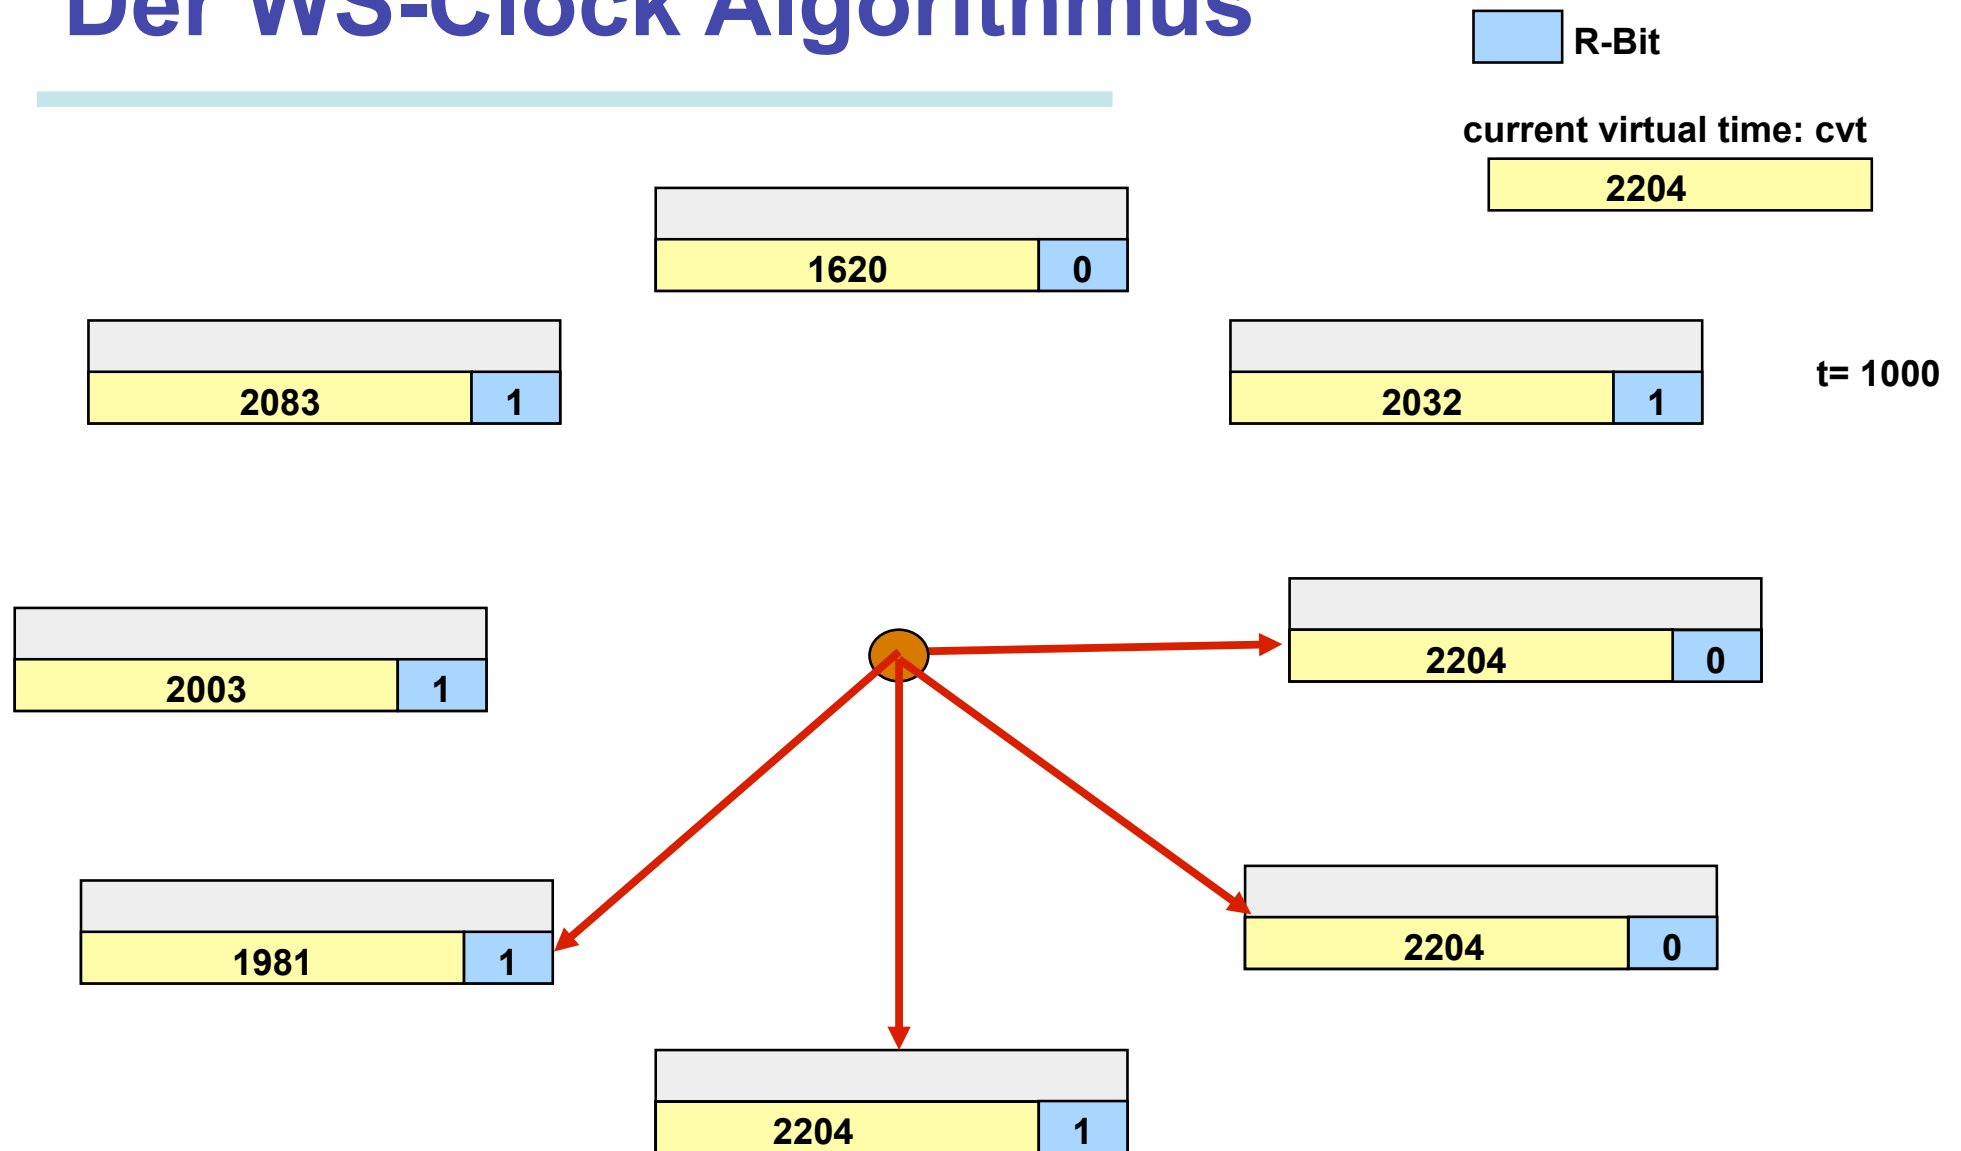 Der WS-Clock Algorithmus
R-Bit
current virtual time: cvt
2204
1620 0
2083 1
2032 1
t= 1000
2204 0
2003 1
2204 0
1981 1
2204 1